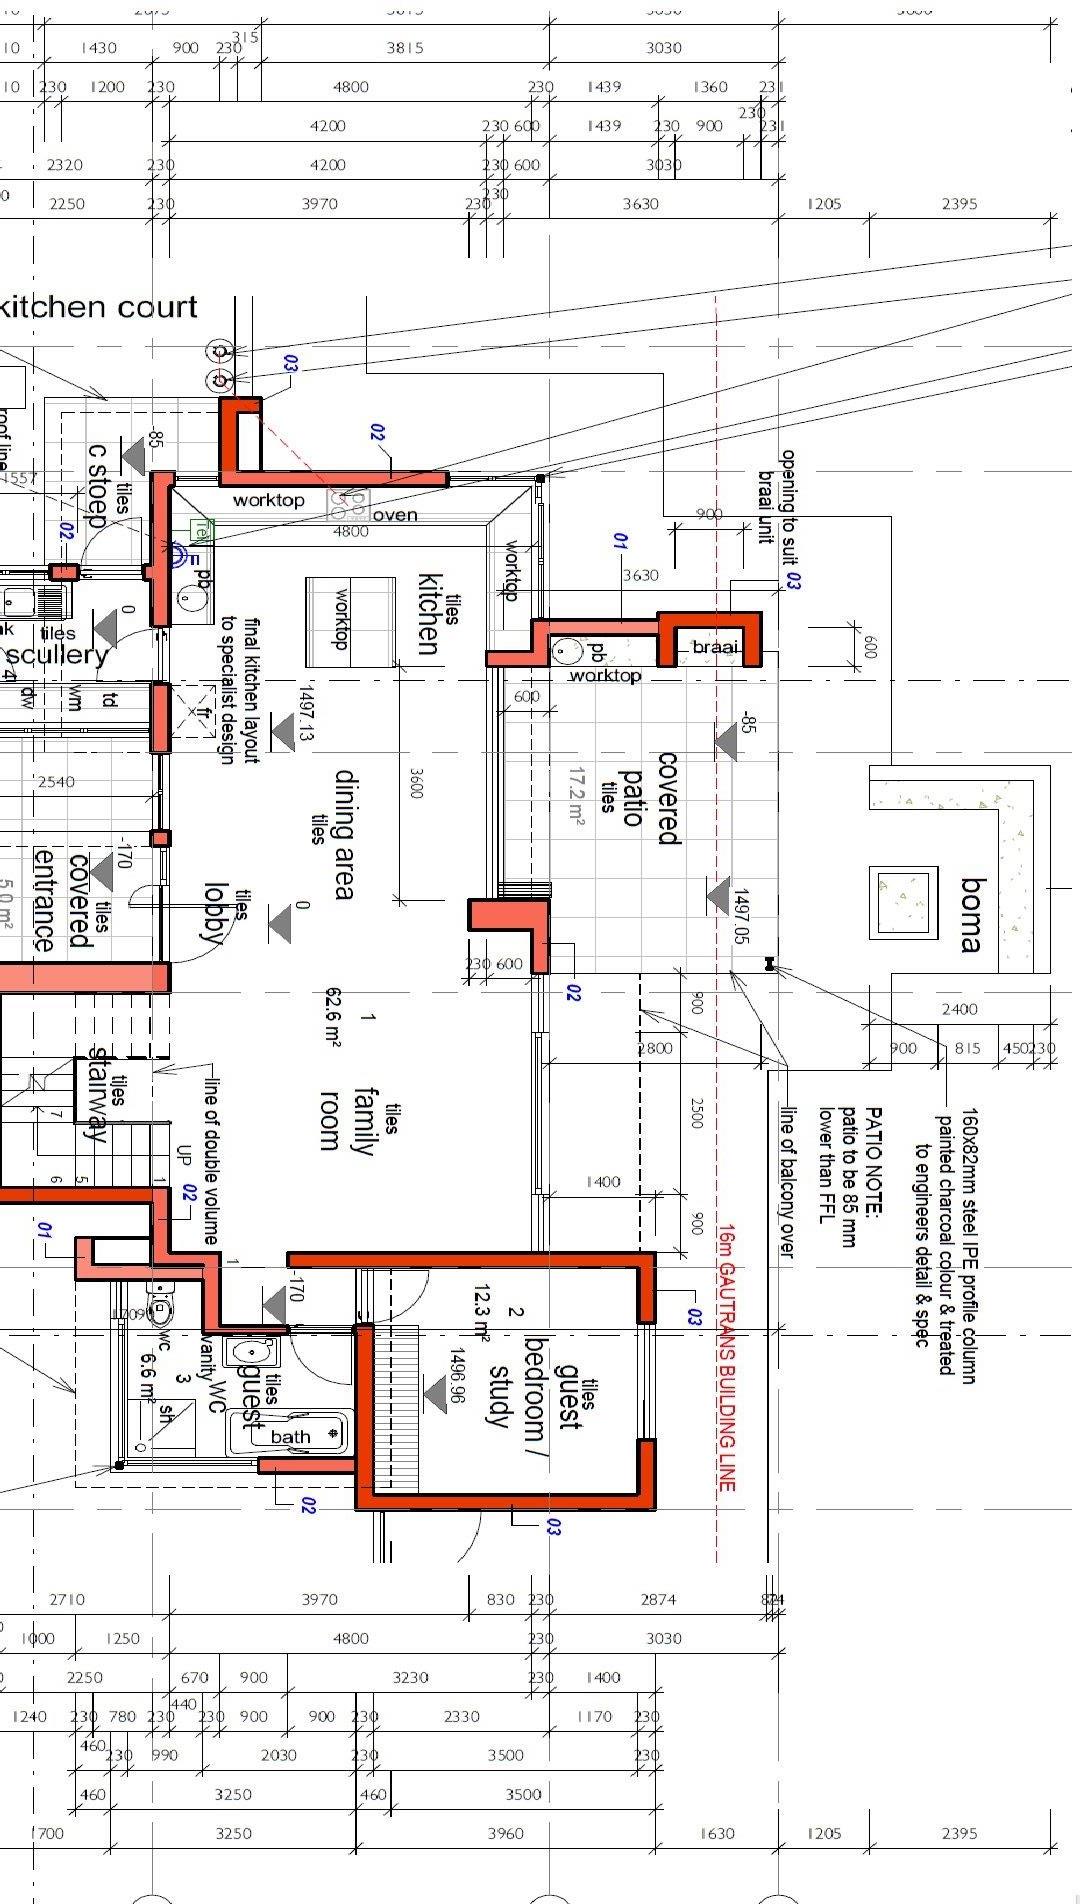 3815
3030
1430
900
230
315
3815
3030
230
1200
230
4800
230
1439
1360
231
4200
230
600
1439
230
900
230
231
2320
230
4200
230
600
3030
2250
230
3970
230
230
3630
1205
2395
kitchen court
03
02
-85
tiles
c stoep
roof line
1557
02
worktop
oven
4800
worktop
pb
worktop
tiles
kitchen
opening to suit
braai unit
03
900
01
3630
600
0
tiles
scullery
dw
wm
td
fr
final kitchen layout
to specialist design
1497.13
pb
worktop
braai
600
-85
covered
patio
tiles
17.2 m²
3600
dining area
tiles
2540
-170
tiles
covered
entrance
5.0 m²
tiles
lobby
0
1497.05
boma
230
600
02
1
62.6 m²
900
2800
2400
900
815
450
230
tiles
family
room
2500
1400
900
tiles
stairway
line of double volume
UP
02
7
6
5
1
line of balcony over
PATIO NOTE:
patio to be 85 mm
lower than FFL
160x82mm steel IPE profile column
painted charcoal colour & treated
to engineers detail & spec
16m GAUTRANS BUILDING LINE
01
1
-170
03
wc
vanity
tiles
guest
WC
3
6.6 m²
sh
bath
02
2
12.3 m²
tiles
guest
bedroom /
study
1496.96
03
2710
3970
830
230
2874
1000
1250
4800
230
3030
2250
670
900
3230
230
1400
1240
230
780
230
440
230
900
900
230
2330
1170
230
460
230
990
2030
230
3500
230
460
3250
460
3500
1700
3250
3960
1630
1205
2395